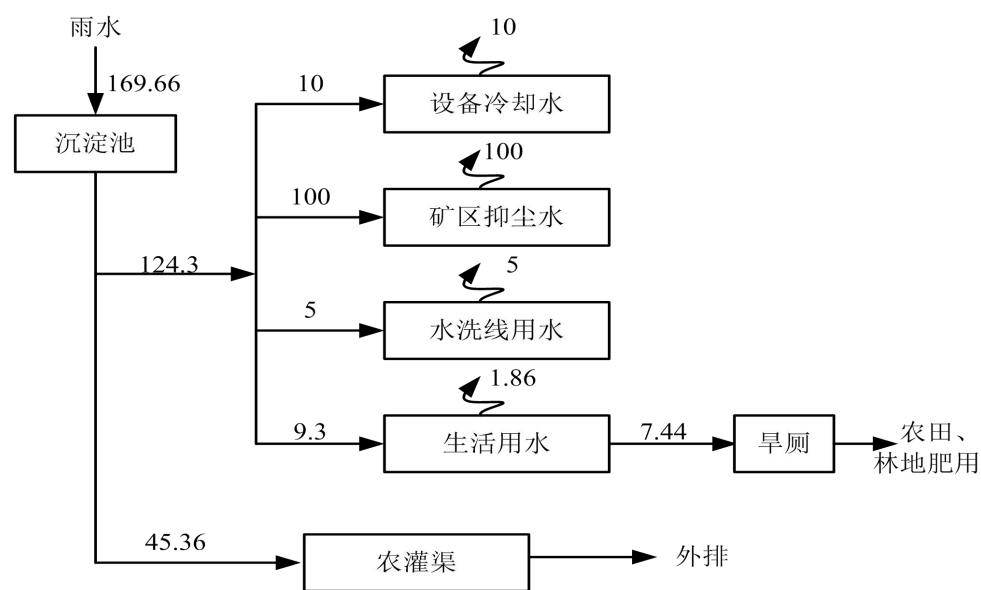 雨水
169.66
沉淀池
10
10
设备冷却水
100
100
矿区抑尘水
124.3
5
5
水洗线用水
1.86
9.3
生活用水
7.44
旱厕
农田、
林地肥用
45.36
农灌渠
外排